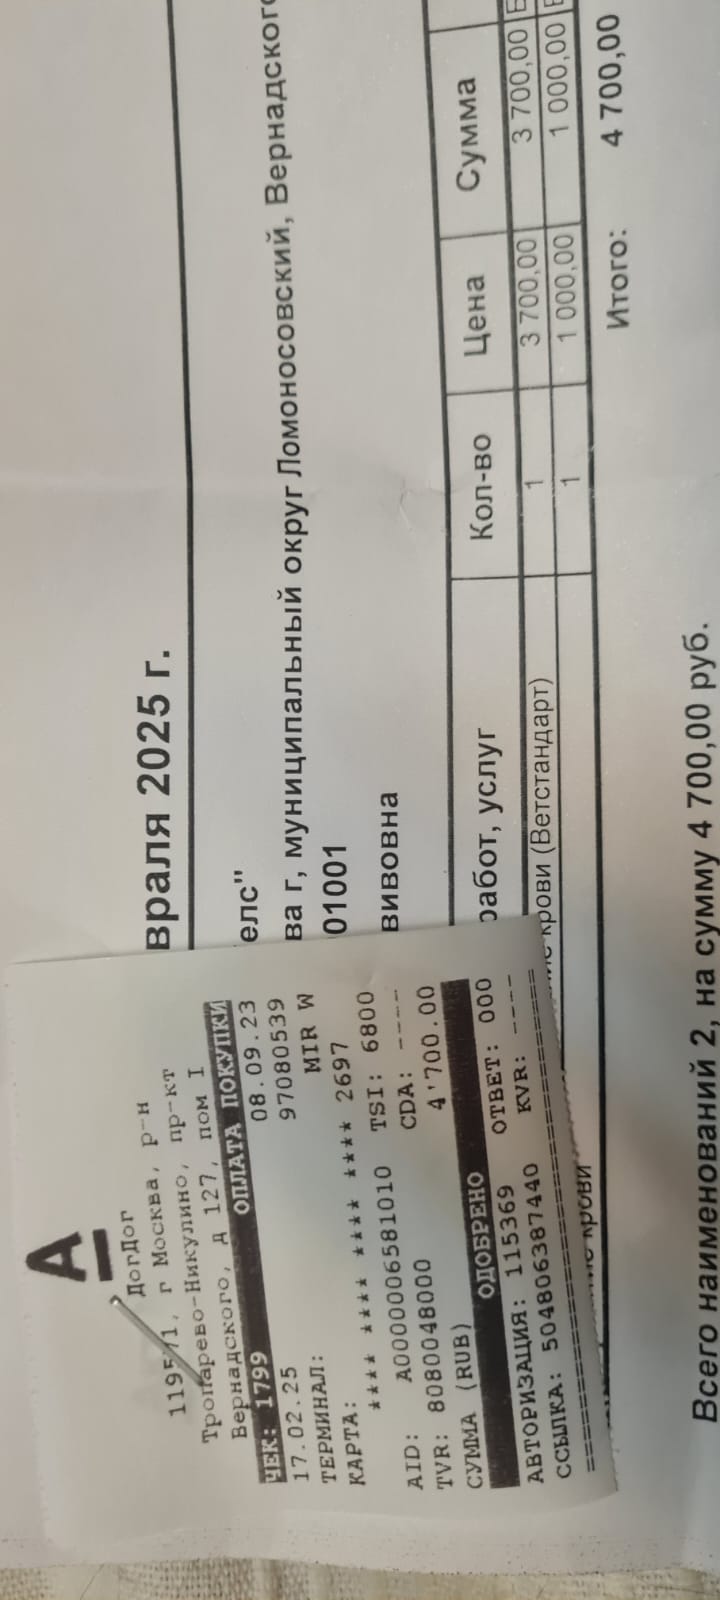 А
ДогДог
119571, г Москва, р-н
Тропарево-Никулино, пр-кт
Вернадского, д 127, пом I
ЧЕК: 1799 ОПЛАТА ПОКУПКИ
17.02.25 08.09.23
ТЕРМИНАЛ: 97080539
КАРТА: MIR W
**** **** **** **** 2697
AID: A0000006581010 TSI: 6800
TVR: 8080048000 CDA: ----
СУММА (RUB) 4'700.00
ОДОБРЕНО
АВТОРИЗАЦИЯ: 115369 ОТВЕТ: 000
ССЫЛКА: 504806387440 KVR: ----
================================
враля 2025 г.
елс"
ва г, муниципальный округ Ломоносовский, Вернадского
01001
вивовна
работ, услуг Кол-во Цена Сумма
крови (Ветстандарт) 1 3 700,00 3 700,00
крови 1 1 000,00 1 000,00
Итого: 4 700,00
Всего наименований 2, на сумму 4 700,00 руб.